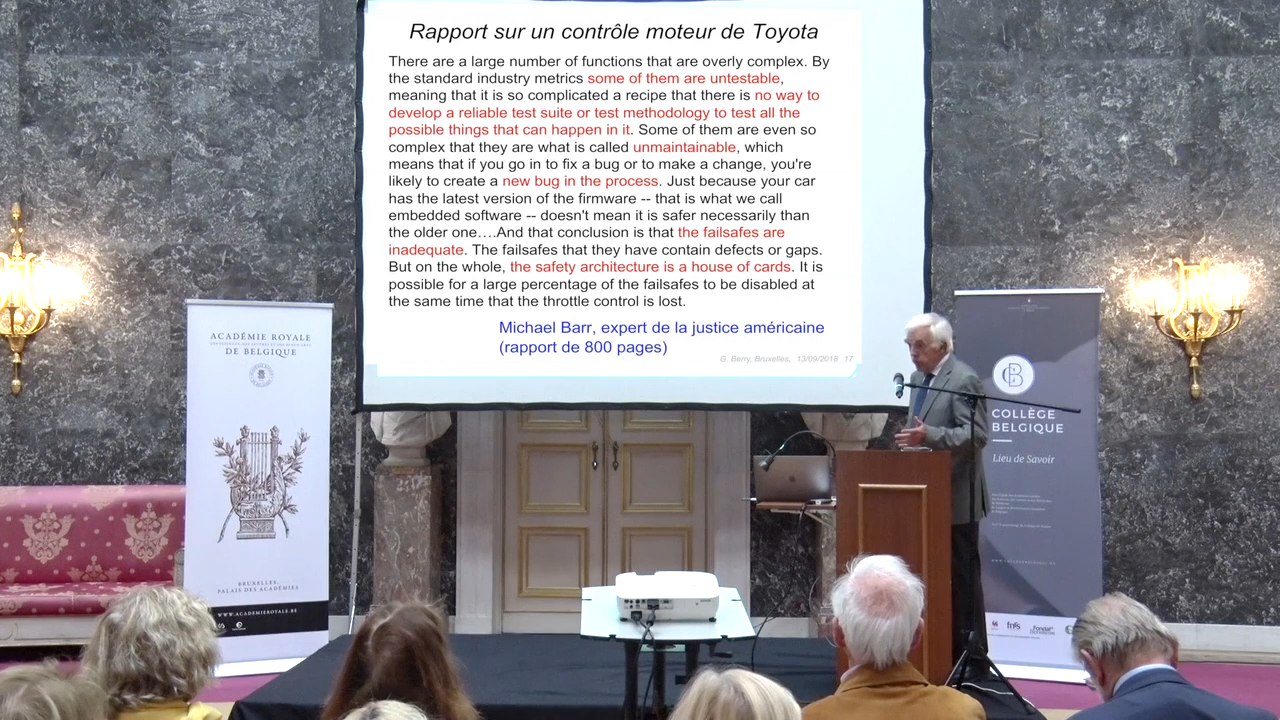 Rapport sur un contrôle moteur de Toyota
There are a large number of functions that are overly complex. By
the standard industry metrics some of them are untestable,
meaning that it is so complicated a recipe that there is no way to
develop a reliable test suite or test methodology to test all the
possible things that can happen in it. Some of them are even so
complex that they are what is called unmaintainable, which
means that if you go in to fix a bug or to make a change, you're
likely to create a new bug in the process. Just because your car
has the latest version of the firmware -- that is what we call
embedded software -- doesn't mean it is safer necessarily than
the older one….And that conclusion is that the failsafes are
inadequate. The failsafes that they have contain defects or gaps.
But on the whole, the safety architecture is a house of cards. It is
possible for a large percentage of the failsafes to be disabled at
the same time that the throttle control is lost.
Michael Barr, expert de la justice américaine
(rapport de 800 pages)
G. Berry, Bruxelles, 13/09/2018 17
ACADÉMIE ROYALE
DES SCIENCES, DES LETTRES ET DES BEAUX-ARTS
DE BELGIQUE
BRUXELLES,
PALAIS DES ACADÉMIES
WWW.ACADEMIEROYALE.BE
CB
COLLÈGE
BELGIQUE
Lieu de Savoir
fnrs